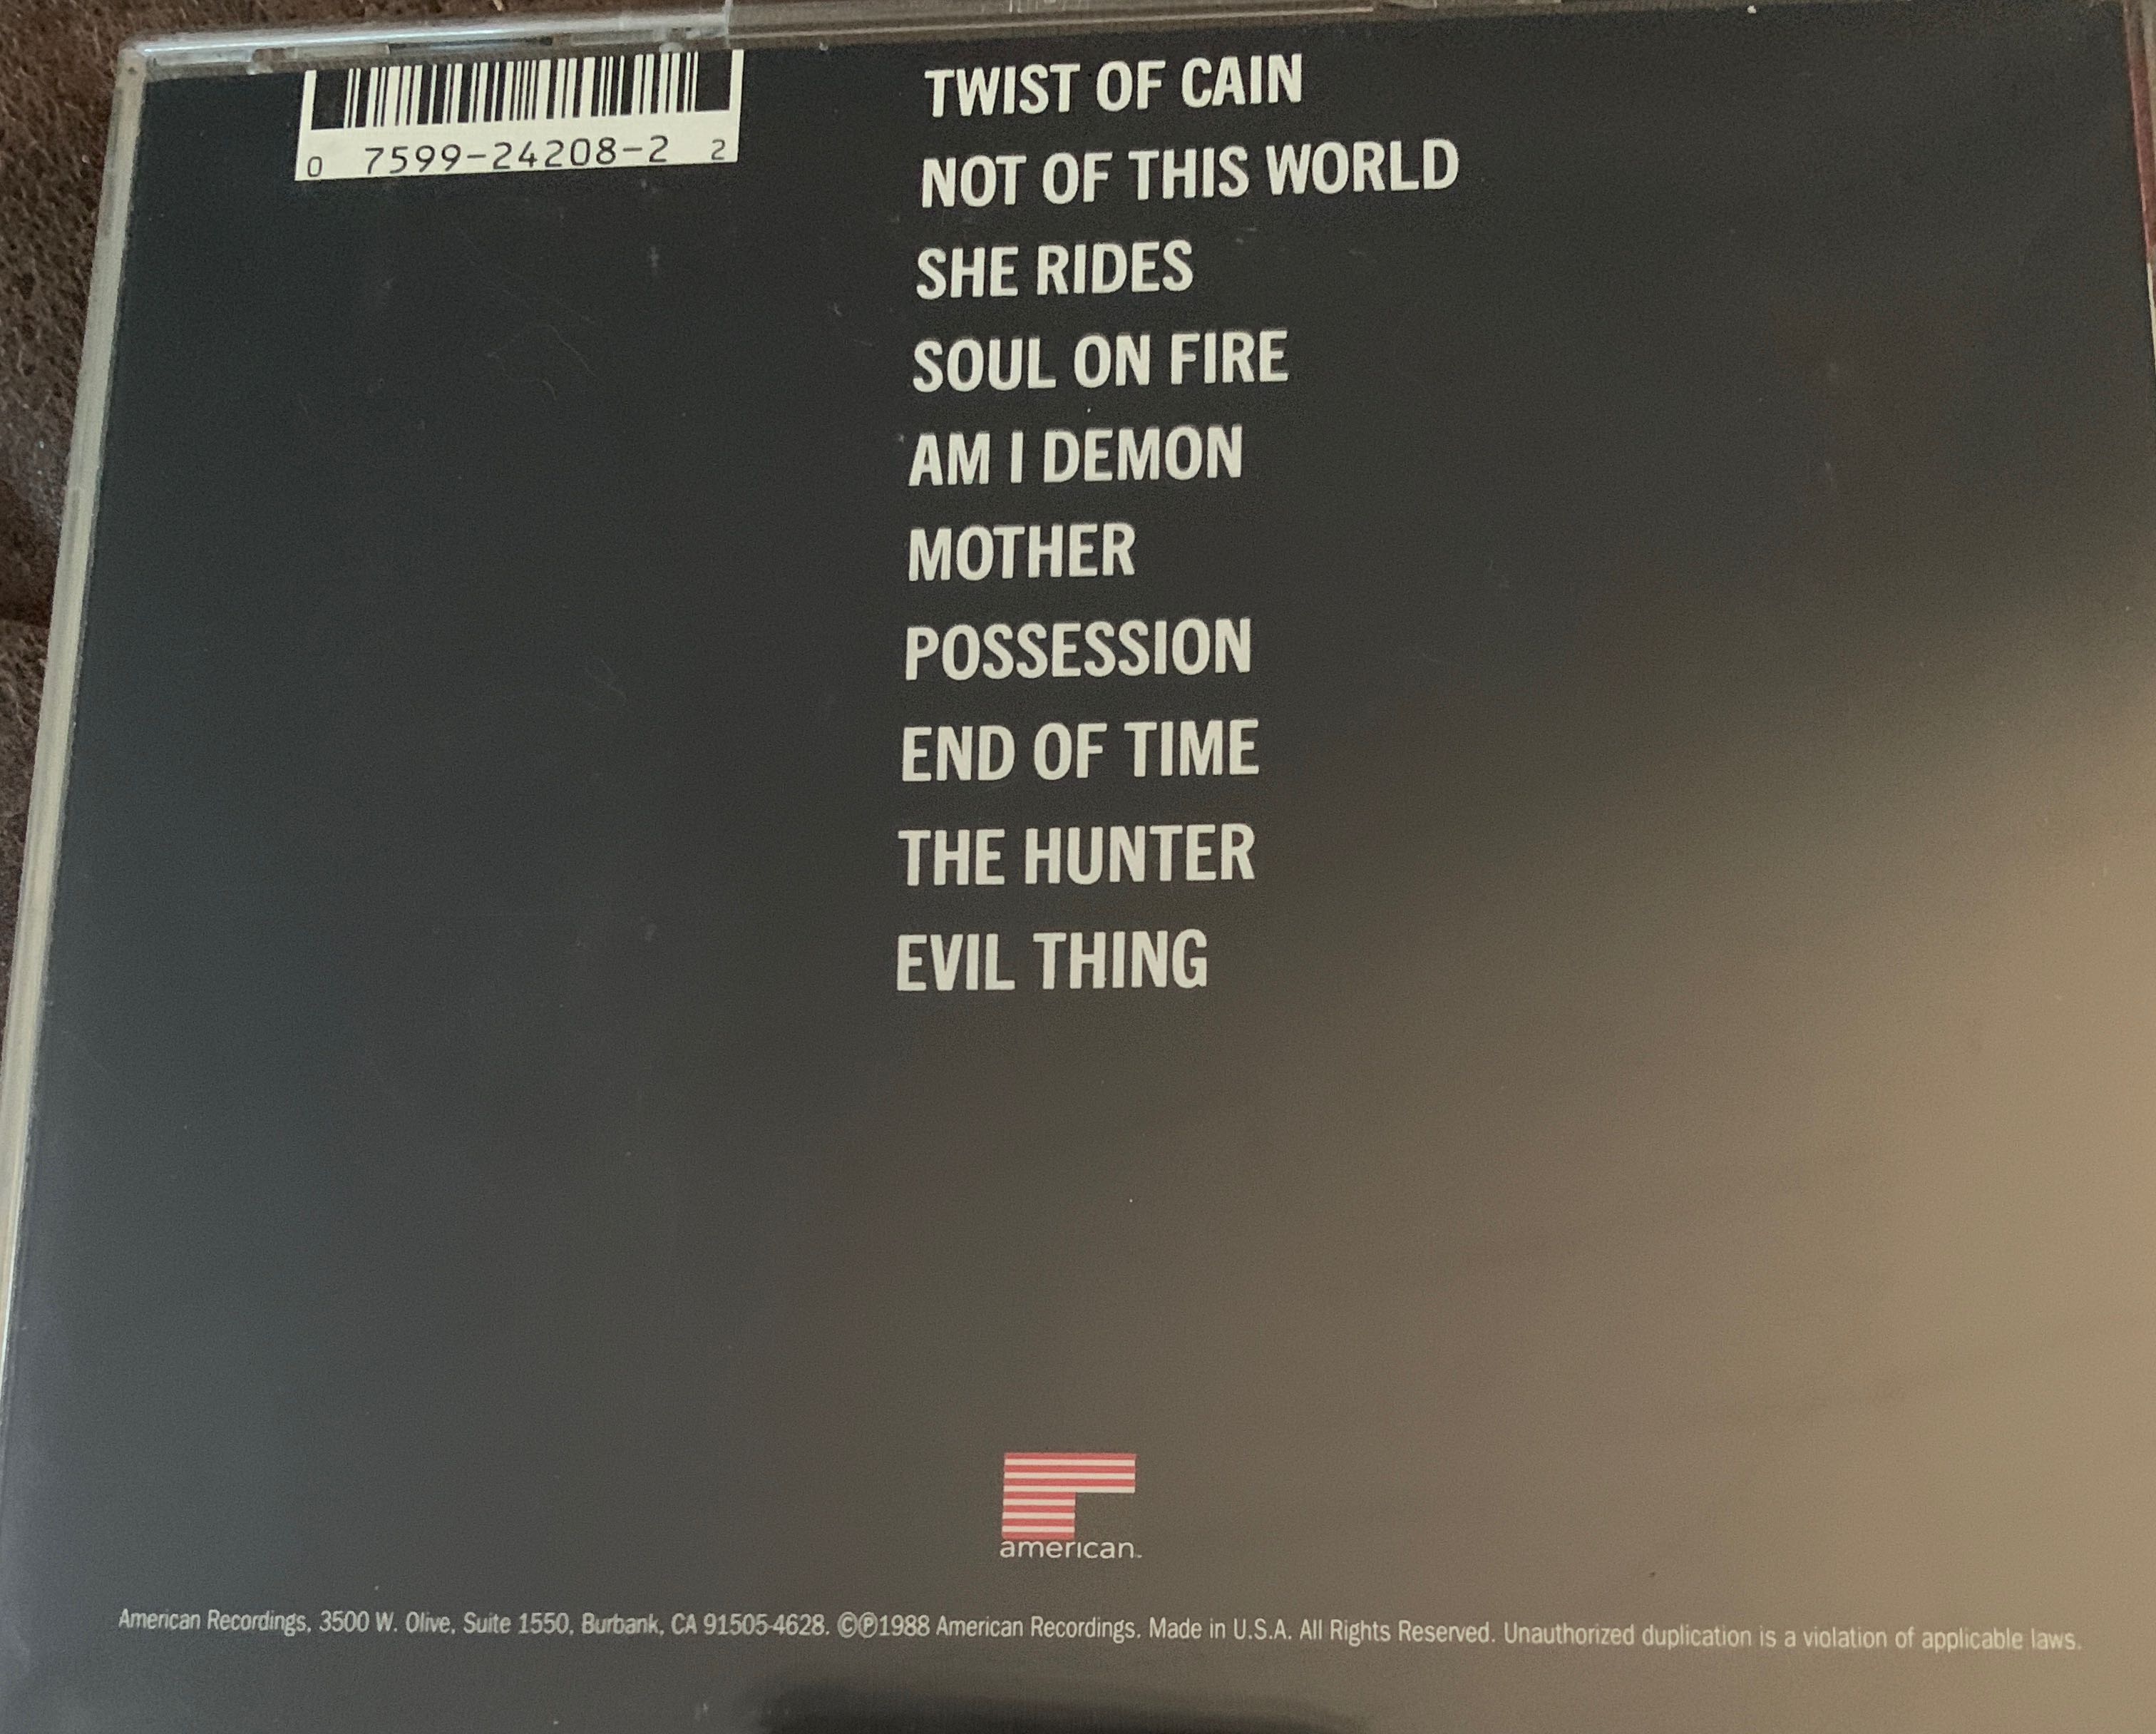 0 7599-24208-2 2
TWIST OF CAIN
NOT OF THIS WORLD
SHE RIDES
SOUL ON FIRE
AM I DEMON
MOTHER
POSSESSION
END OF TIME
THE HUNTER
EVIL THING
american.
American Recordings, 3500 W. Olive, Suite 1550, Burbank, CA 91505-4628. ©℗1988 American Recordings. Made in U.S.A. All Rights Reserved. Unauthorized duplication is a violation of applicable laws.